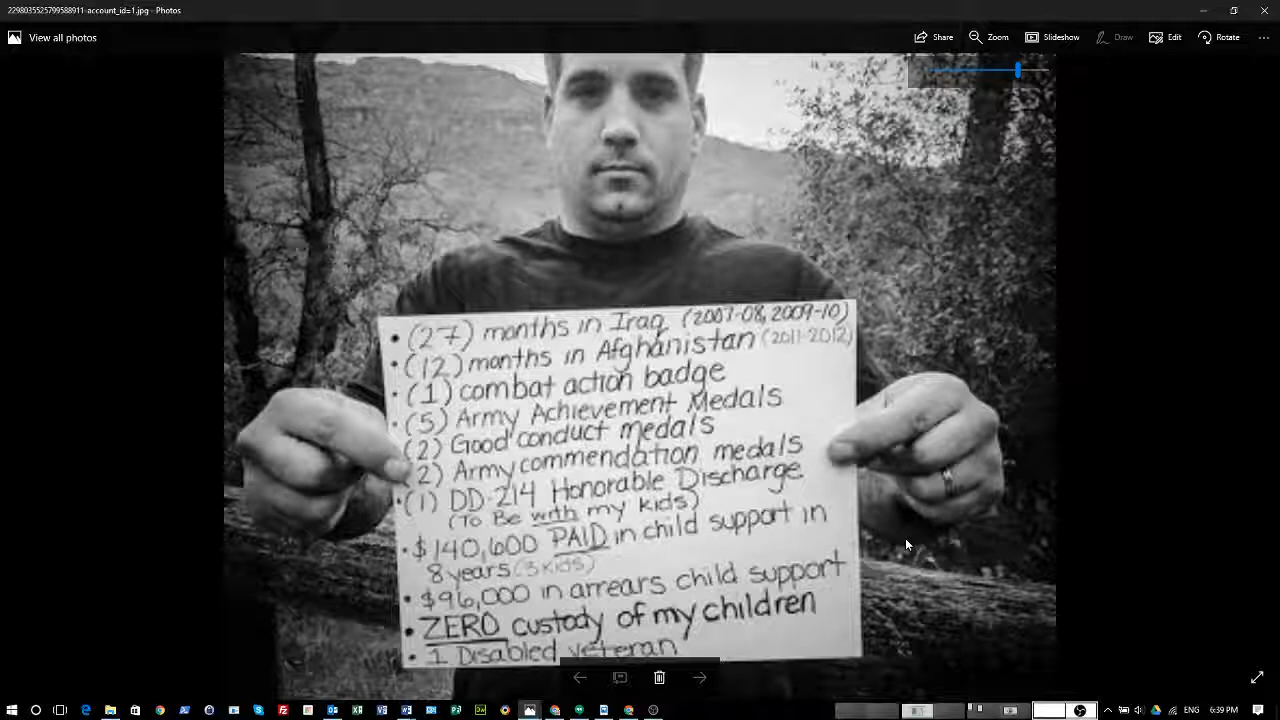 229803552579958891​1-account_id=1.jpg - Photos
View all photos
Share
Zoom
Slideshow
Draw
Edit
Rotate
• (27) months in Iraq (2007-08, 2009-10)
• (12) months in Afghanistan (2011-2012)
• (1) combat action badge
• (5) Army Achievement Medals
(2) Good conduct medals
2) Army commendation medals
• (1) DD-214 Honorable Discharge
(To Be with my kids)
• $140,600 PAID in child support in
8 years (3 kids)
• $96,000 in arrears child support
• ZERO custody of my children
• 1 Disabled veteran
ENG
6:39 PM